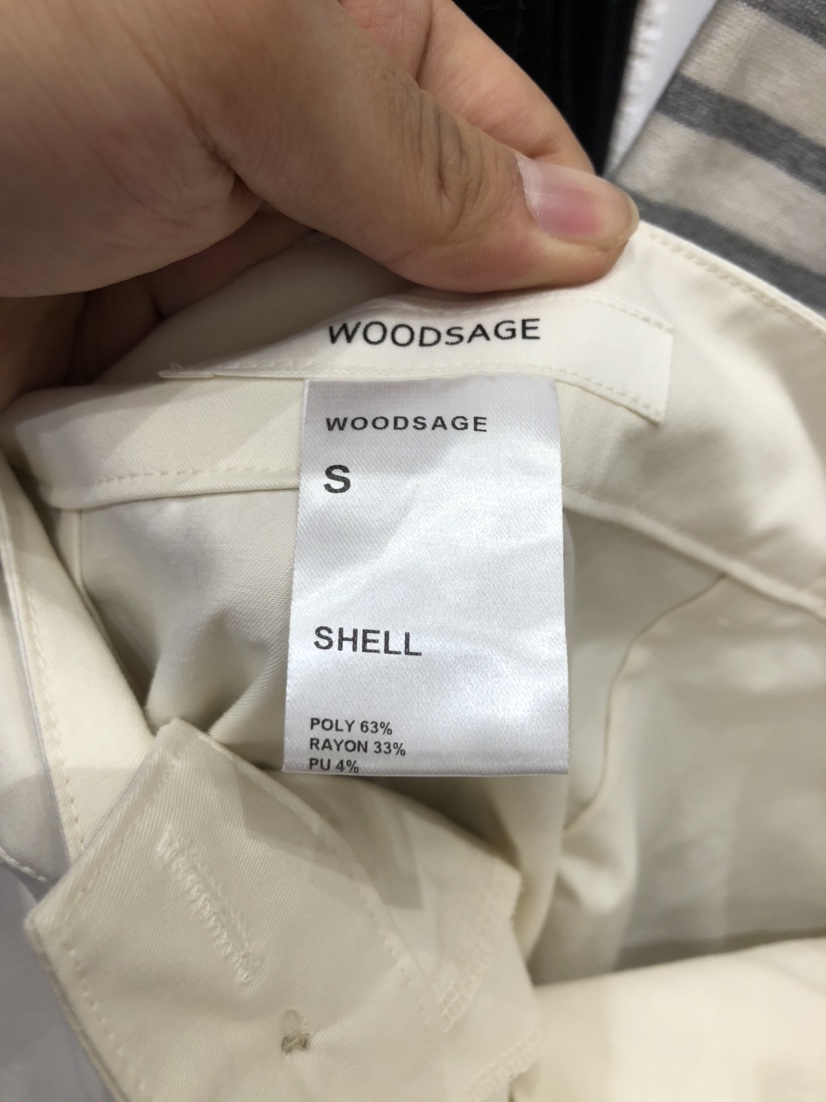 WOODSAGE
WOODSAGE
S
SHELL
POLY 63%
RAYON 33%
PU 4%